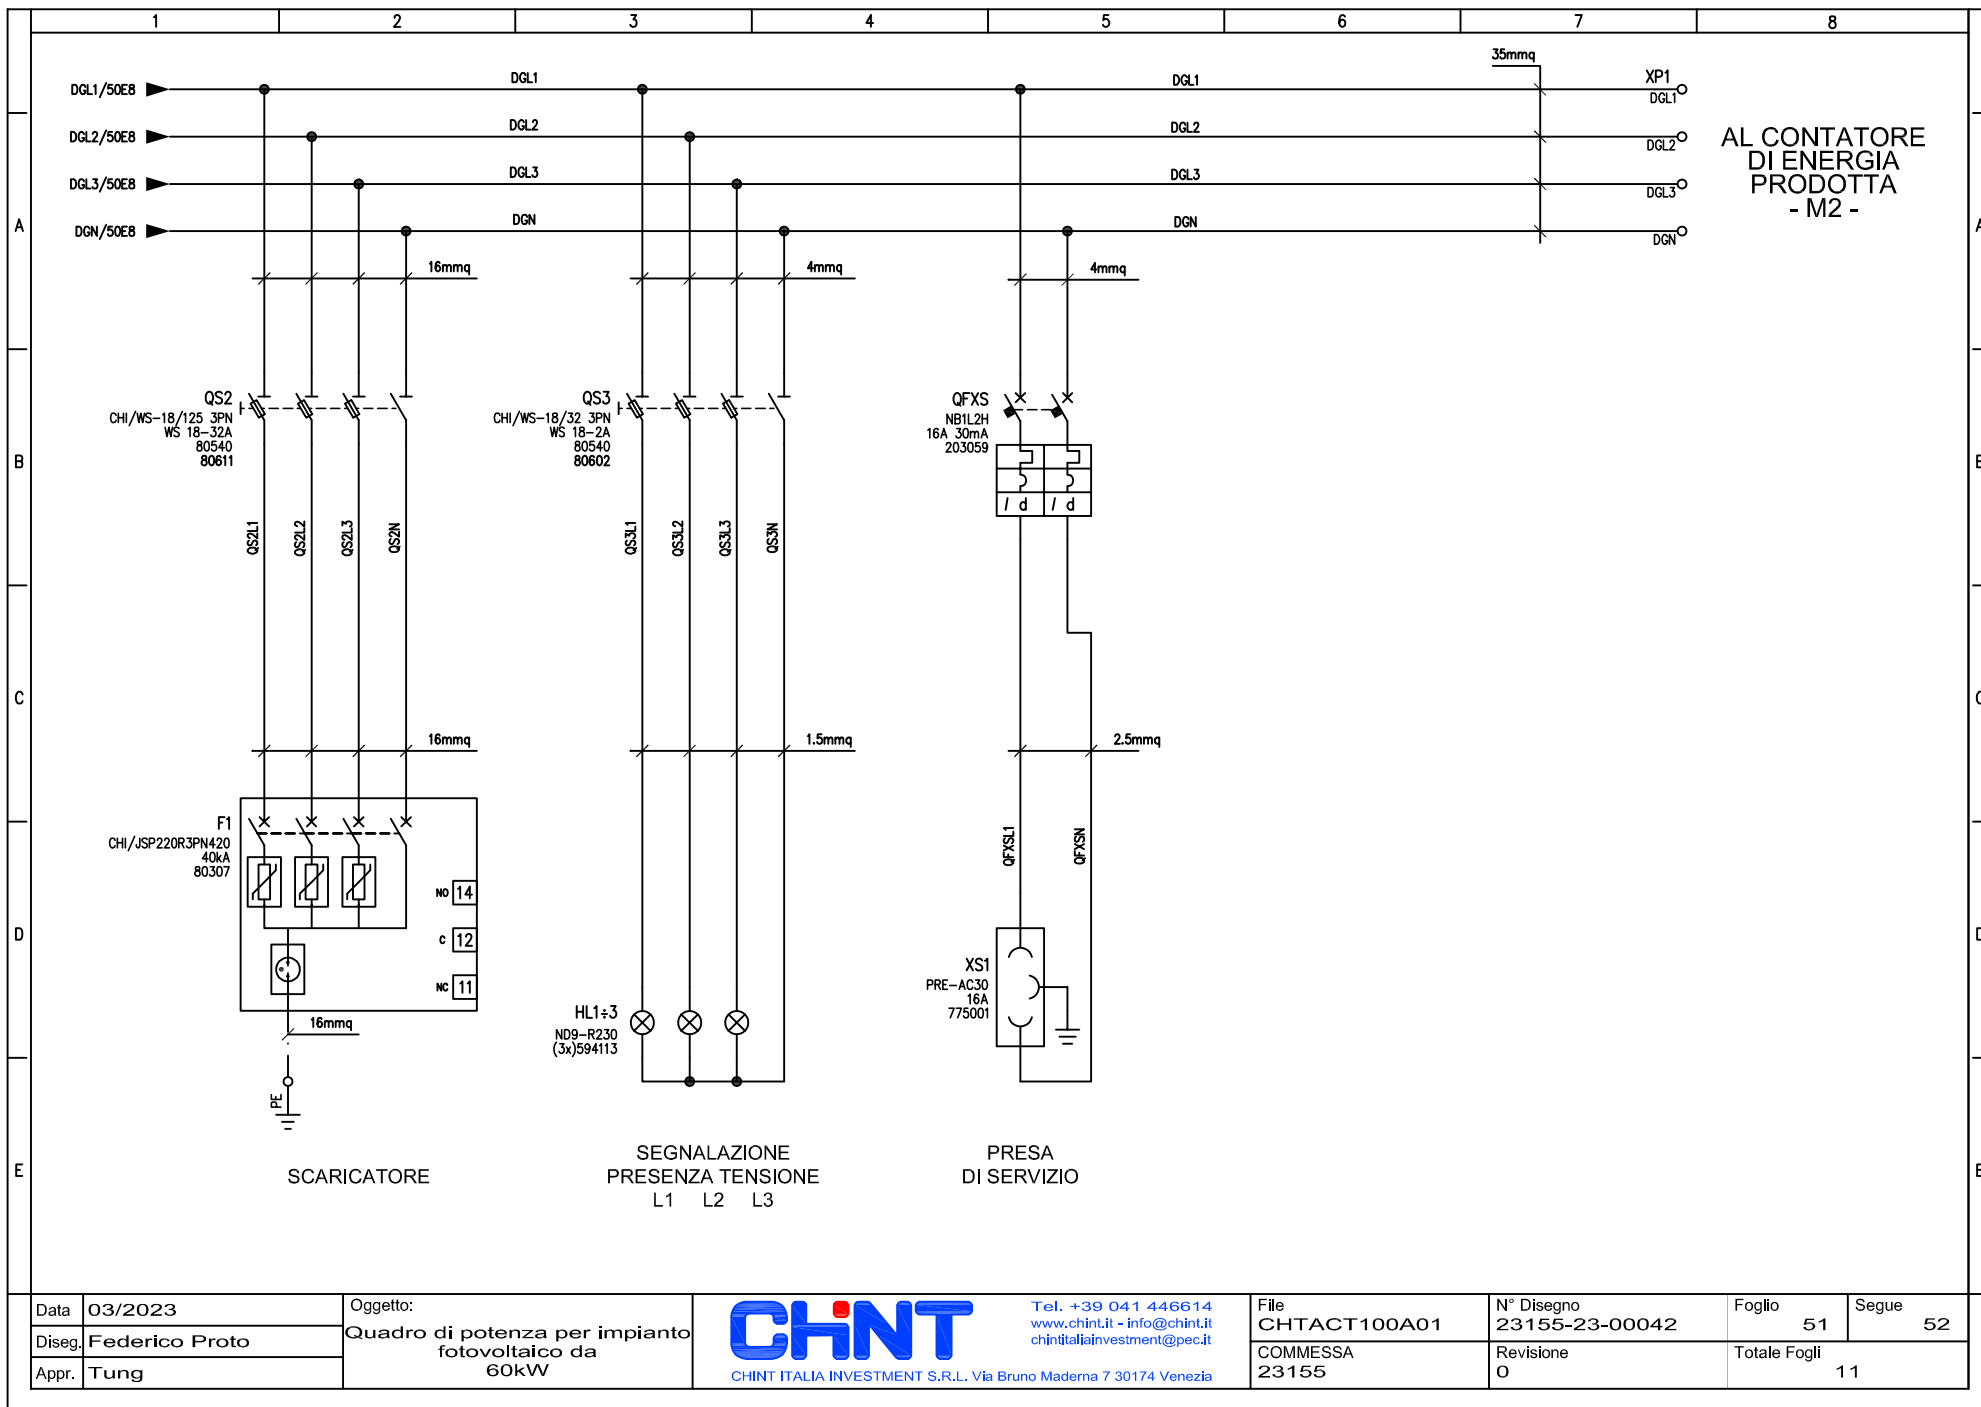 1 2 3 4 5 6 7 8
35mmq
DGL1/50E8 DGL1 DGL1 XP1
DGL1
DGL2/50E8 DGL2 DGL2
DGL2
DGL3/50E8 DGL3 DGL3
DGL3
DGN/50E8 DGN DGN
DGN
AL CONTATORE
DI ENERGIA
PRODOTTA
- M2 -
A A
16mmq 4mmq 4mmq
QS2
CHI/WS-18/125 3PN
WS 18-32A
80540
80611
QS3
CHI/WS-18/32 3PN
WS 18-2A
80540
80602
QFXS
NB1L2H
16A 30mA
203059
I d I d
B B
QS2L1 QS2L2 QS2L3 QS2N
QS3L1 QS3L2 QS3L3 QS3N
C C
16mmq 1.5mmq 2.5mmq
F1
CHI/JSP220R3PN420
40kA
80307
NO 14
C 12
NC 11
QFXSL1 QFXSN
D D
XS1
PRE-AC30
16A
775001
HL1÷3
ND9-R230
(3x)594113
16mmq
PE
E E
SCARICATORE
SEGNALAZIONE
PRESENZA TENSIONE
L1 L2 L3
PRESA
DI SERVIZIO
Data 03/2023
Diseg. Federico Proto
Appr. Tung
Oggetto:
Quadro di potenza per impianto
fotovoltaico da
60kW
CHINT
Tel. +39 041 446614
www.chint.it - info@chint.it
chintitaliainvestment@pec.it
CHINT ITALIA INVESTMENT S.R.L. Via Bruno Maderna 7 30174 Venezia
File
CHTACT100A01
COMMESSA
23155
N° Disegno
23155-23-00042
Revisione
0
Foglio
51
Segue
52
Totale Fogli
11